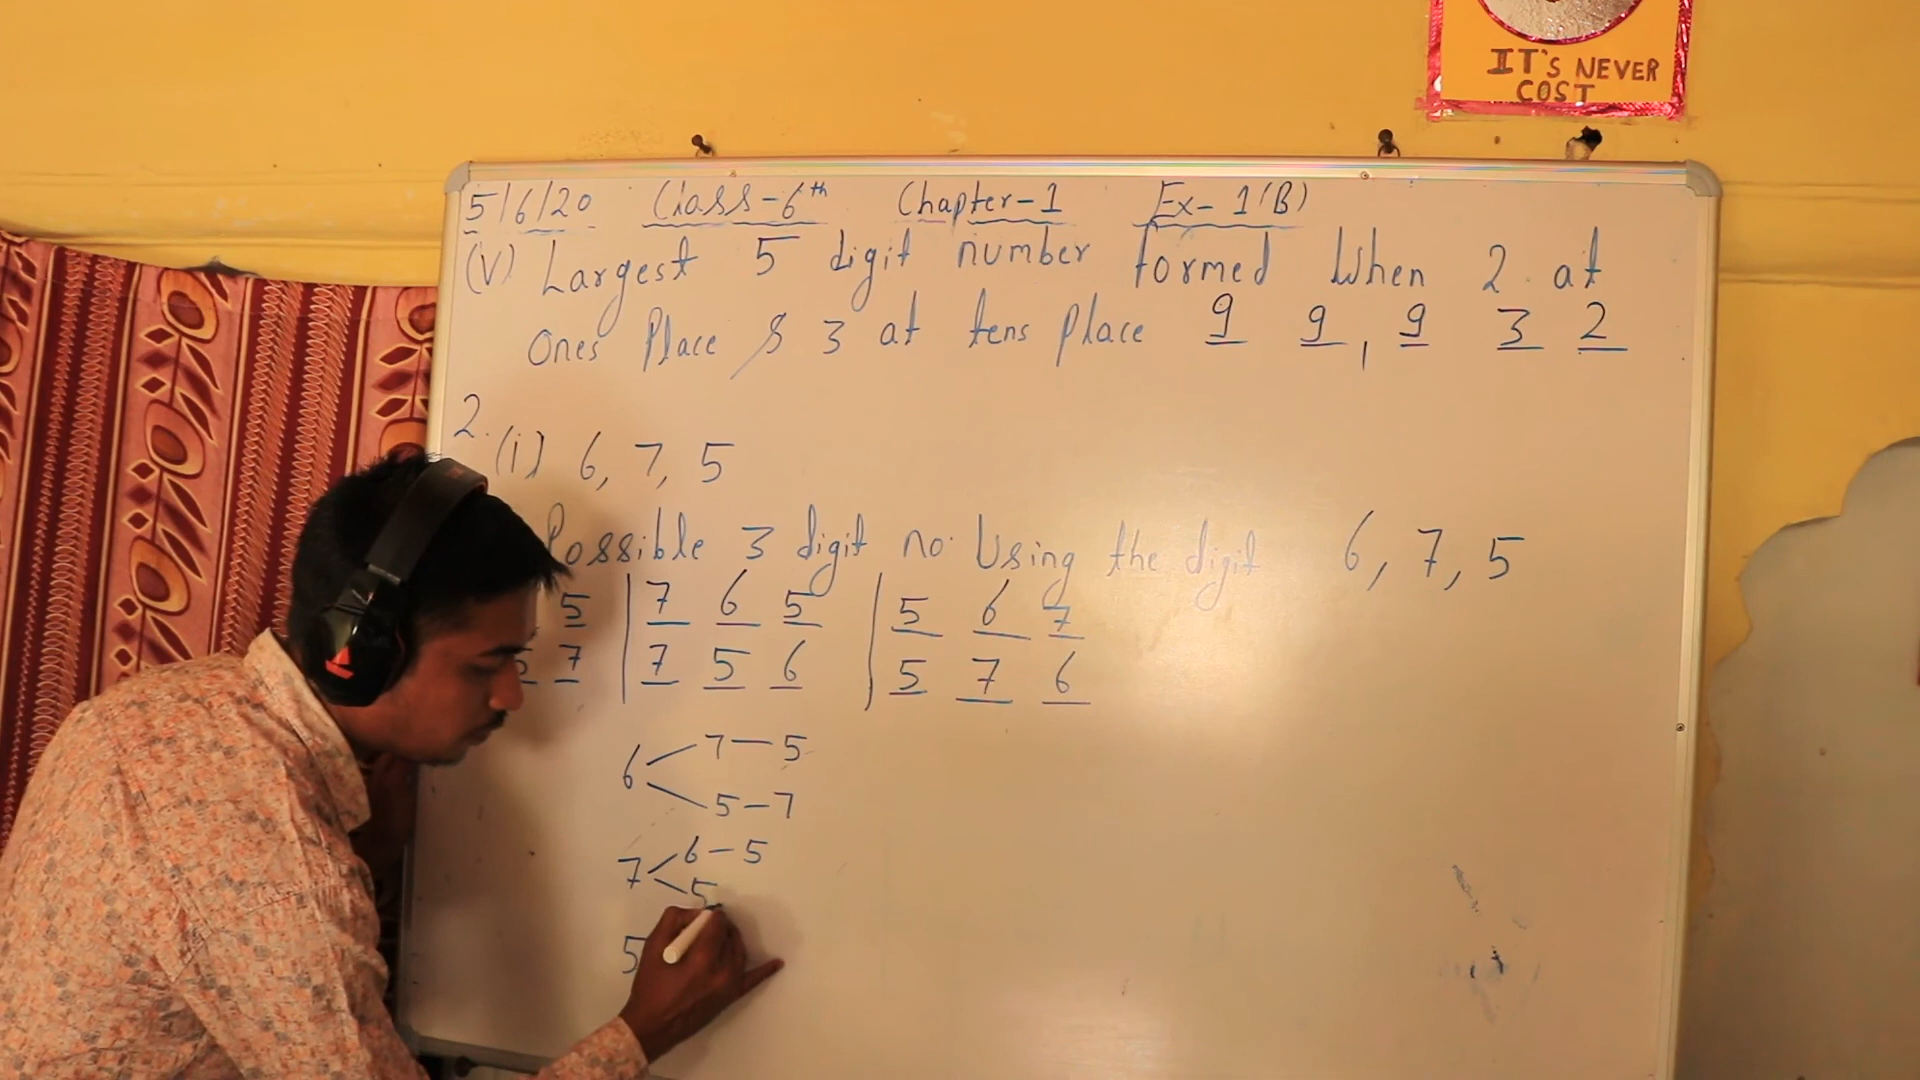 IT'S NEVER
COST
5/6/20 Class-6th Chapter-1 Ex-1(B)
(V) Largest 5 digit number formed When 2 at
Ones Place & 3 at tens place 9 9, 9 3 2
2.
(i) 6, 7, 5
Possible 3 digit no. Using the digit 6, 7, 5
5 | 7 6 5 | 5 6 7
5 7 | 7 5 6 | 5 7 6
7-5
6
5-7
6-5
7
5
5